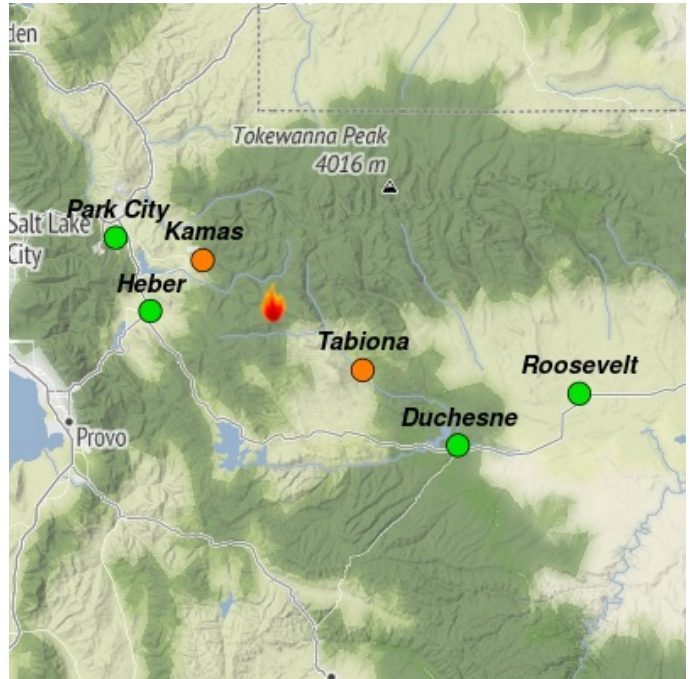 den
Tokewanna Peak
4016 m
Park City
Salt Lake
City
Kamas
Heber
Tabiona
Roosevelt
Duchesne
Provo